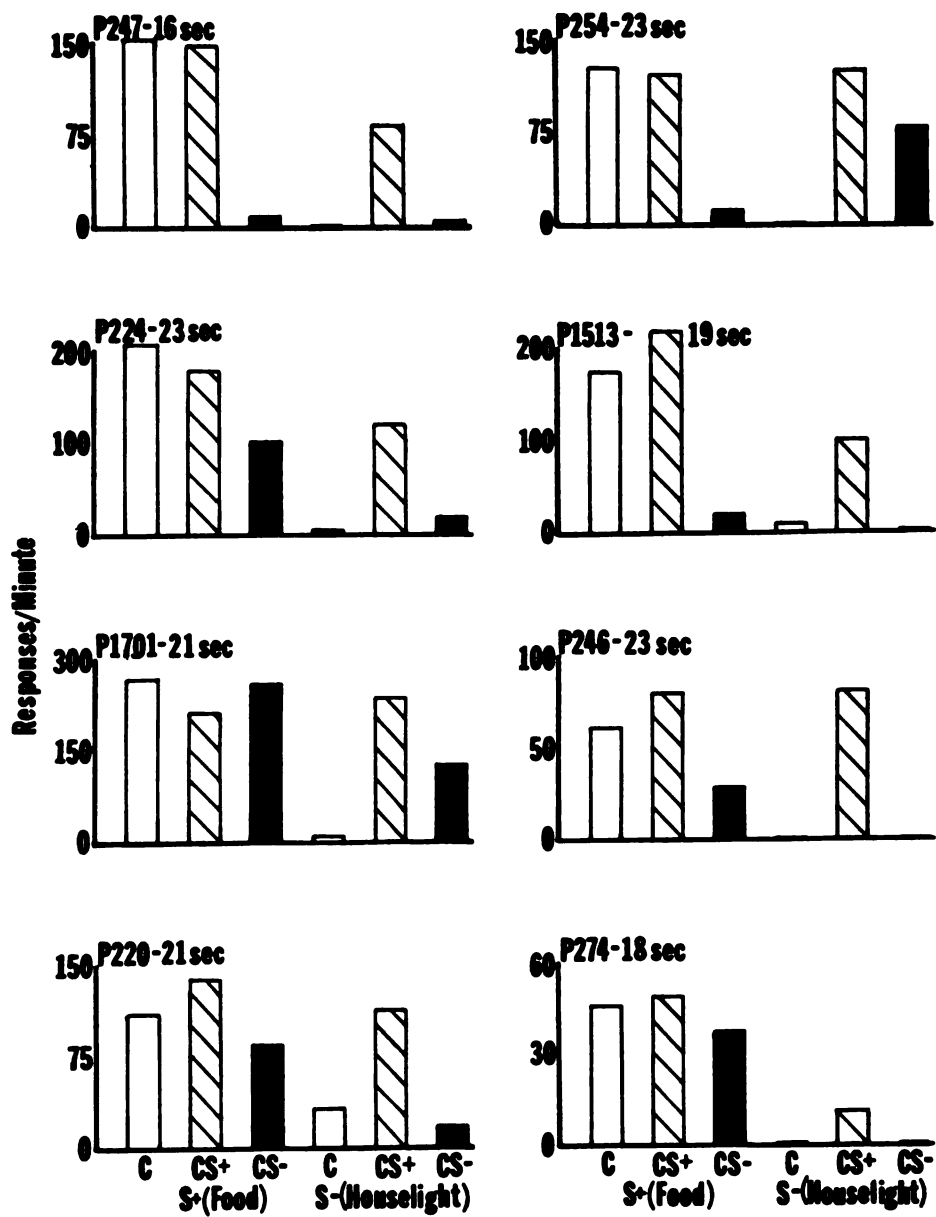 Responses/Minute
P247-16 sec
150
75
0
P254-23 sec
150
75
0
P224-23 sec
200
100
0
P1513- 19 sec
200
100
0
P1701-21 sec
300
150
0
P246-23 sec
100
50
0
P220-21 sec
150
75
0
C CS+ CS- C CS+ CS-
S+(Food) S-(Houselight)
P274-18 sec
60
30
0
C CS+ CS- C CS+ CS-
S+(Food) S-(Houselight)